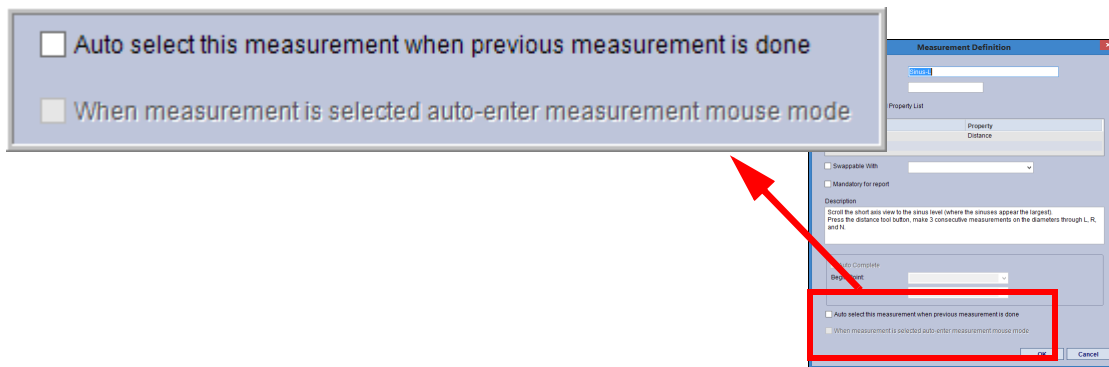 Auto select this measurement when previous measurement is done
When measurement is selected auto-enter measurement mouse mode
Measurement Definition
Sinus-L
Property List
Property
Distance
Swappable With
Mandatory for report
Description
Scroll the short axis view to the sinus level (where the sinuses appear the largest).
Press the distance tool button, make 3 consecutive measurements on the diameters through L, R,
and N.
Auto Complete
Begin Point:
Auto select this measurement when previous measurement is done
When measurement is selected auto-enter measurement mouse mode
OK
Cancel